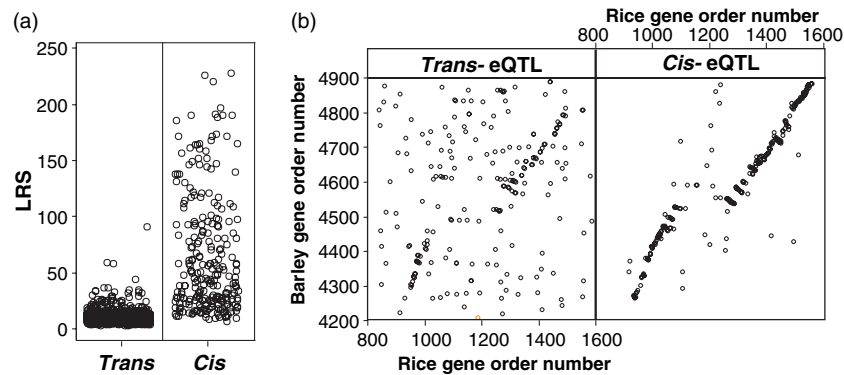 (a)
250
200
150
100
50
0
LRS
Trans
Cis
(b)
Rice gene order number
800 1000 1200 1400 1600
Trans- eQTL
Cis- eQTL
4900
4800
4700
4600
4500
4400
4300
4200
Barley gene order number
800 1000 1200 1400 1600
Rice gene order number